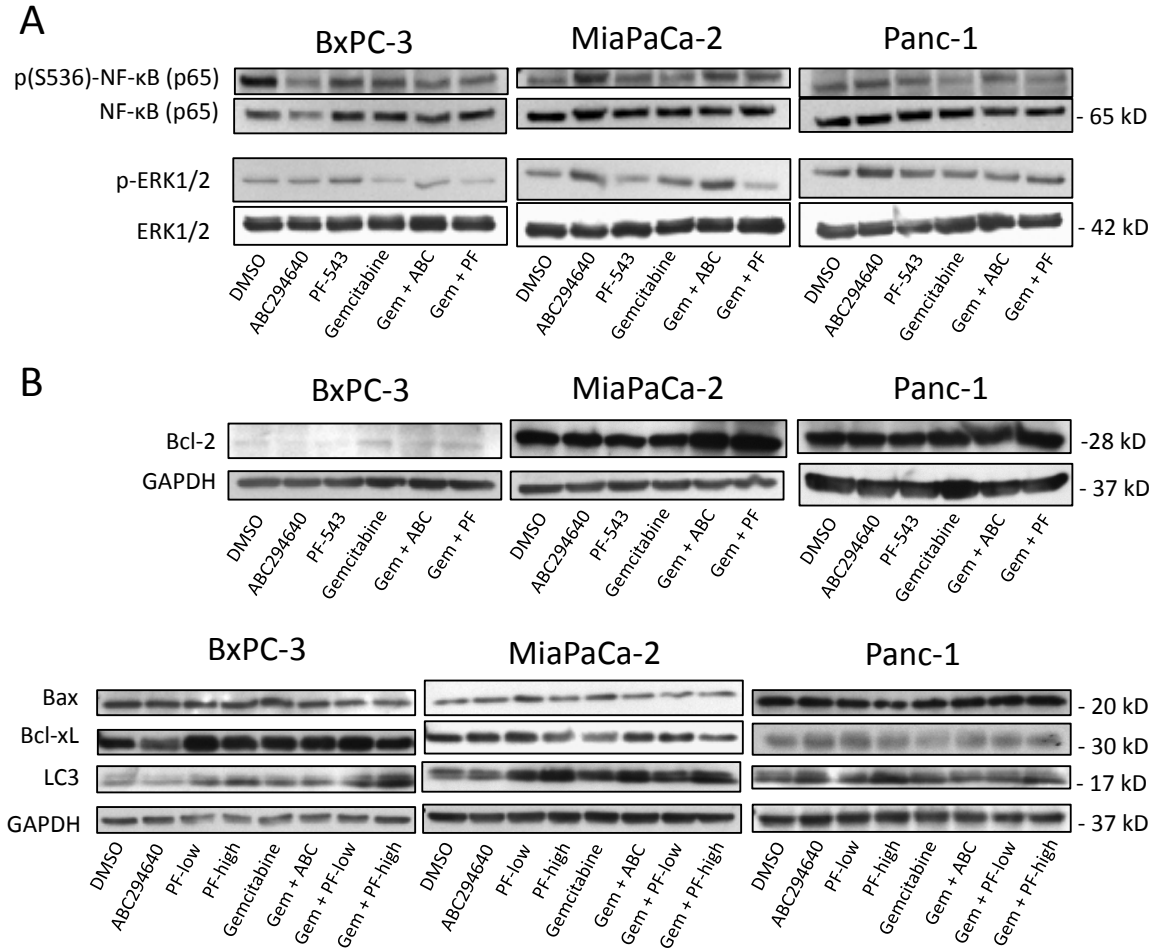 A
BxPC-3 MiaPaCa-2 Panc-1
p(S536)-NF-κB (p65)
NF-κB (p65) - 65 kD
p-ERK1/2
ERK1/2 - 42 kD
DMSO ABC294640 PF-543 Gemcitabine Gem + ABC Gem + PF DMSO ABC294640 PF-543 Gemcitabine Gem + ABC Gem + PF DMSO ABC294640 PF-543 Gemcitabine Gem + ABC Gem + PF
B
BxPC-3 MiaPaCa-2 Panc-1
Bcl-2 -28 kD
GAPDH - 37 kD
DMSO ABC294640 PF-543 Gemcitabine Gem + ABC Gem + PF DMSO ABC294640 PF-543 Gemcitabine Gem + ABC Gem + PF DMSO ABC294640 PF-543 Gemcitabine Gem + ABC Gem + PF
BxPC-3 MiaPaCa-2 Panc-1
Bax - 20 kD
Bcl-xL - 30 kD
LC3 - 17 kD
GAPDH - 37 kD
DMSO ABC294640 PF-low PF-high Gemcitabine Gem + ABC Gem + PF-low Gem + PF-high DMSO ABC294640 PF-low PF-high Gemcitabine Gem + ABC Gem + PF-low Gem + PF-high DMSO ABC294640 PF-low PF-high Gemcitabine Gem + ABC Gem + PF-low Gem + PF-high